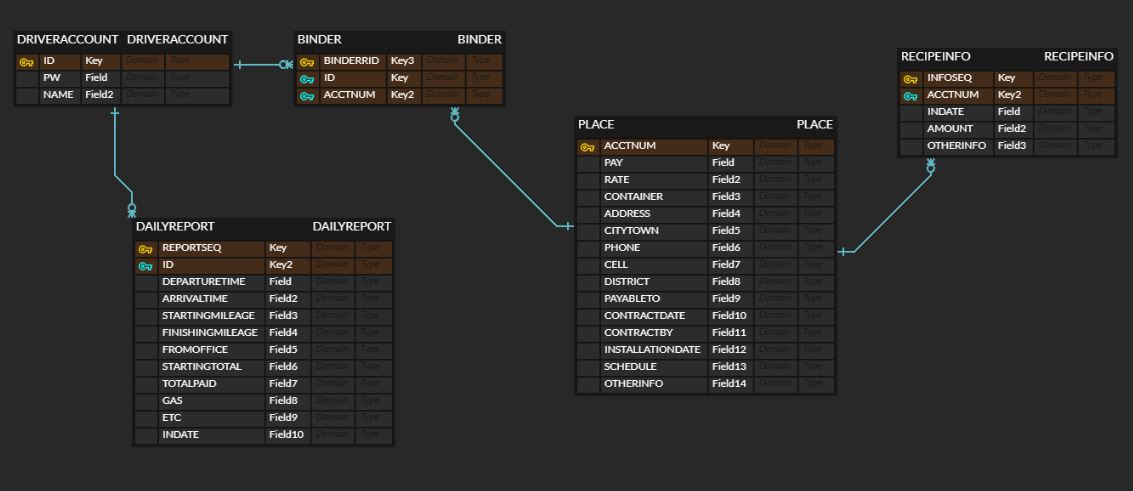 DRIVERACCOUNT DRIVERACCOUNT
ID Key Domain Type
PW Field Domain Type
NAME Field2 Domain Type
BINDER BINDER
BINDERRID Key3 Domain Type
ID Key Domain Type
ACCTNUM Key2 Domain Type
RECIPEINFO RECIPEINFO
INFOSEQ Key Domain Type
ACCTNUM Key2 Domain Type
INDATE Field Domain Type
AMOUNT Field2 Domain Type
OTHERINFO Field3 Domain Type
PLACE PLACE
ACCTNUM Key Domain Type
PAY Field Domain Type
RATE Field2 Domain Type
CONTAINER Field3 Domain Type
ADDRESS Field4 Domain Type
CITYTOWN Field5 Domain Type
PHONE Field6 Domain Type
CELL Field7 Domain Type
DISTRICT Field8 Domain Type
PAYABLETO Field9 Domain Type
CONTRACTDATE Field10 Domain Type
CONTRACTBY Field11 Domain Type
INSTALLATIONDATE Field12 Domain Type
SCHEDULE Field13 Domain Type
OTHERINFO Field14 Domain Type
DAILYREPORT DAILYREPORT
REPORTSEQ Key Domain Type
ID Key2 Domain Type
DEPARTURETIME Field Domain Type
ARRIVALTIME Field2 Domain Type
STARTINGMILEAGE Field3 Domain Type
FINISHINGMILEAGE Field4 Domain Type
FROMOFFICE Field5 Domain Type
STARTINGTOTAL Field6 Domain Type
TOTALPAID Field7 Domain Type
GAS Field8 Domain Type
ETC Field9 Domain Type
INDATE Field10 Domain Type